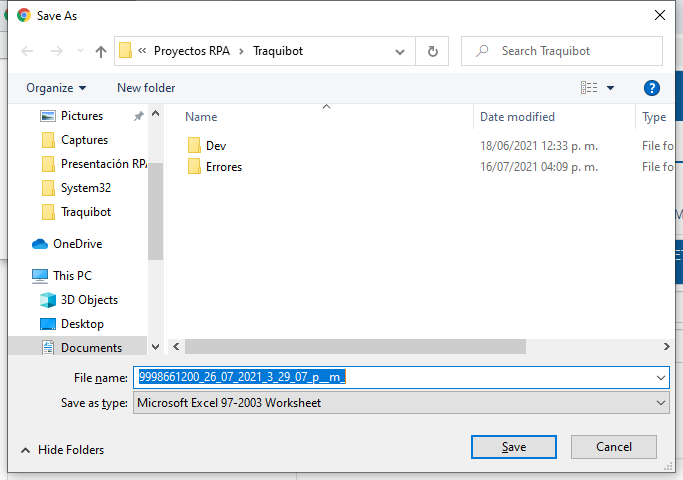 Save As
« Proyectos RPA > Traquibot
Search Traquibot
Organize
New folder
Name
Date modified
Type
Pictures
Captures
Presentación RPA
System32
Traquibot
OneDrive
This PC
3D Objects
Desktop
Documents
Dev
18/06/2021 12:33 p. m.
File fo
Errores
16/07/2021 04:09 p. m.
File fo
File name:
9998661200_26_07_2021_3_29_07_p__m_
Save as type:
Microsoft Excel 97-2003 Worksheet
Hide Folders
Save
Cancel